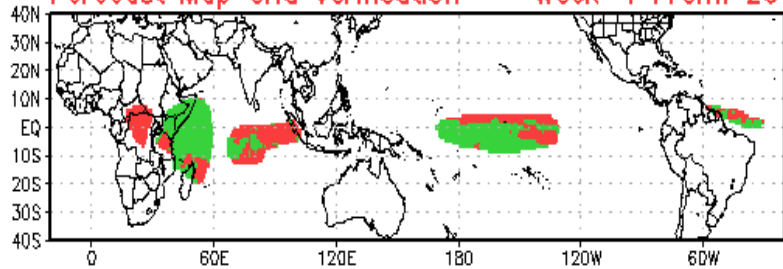 Forecast Map and Verification Week-1
40N
30N
20N
10N
EQ
10S
20S
30S
40S
0 60E 120E 180 120W 60W